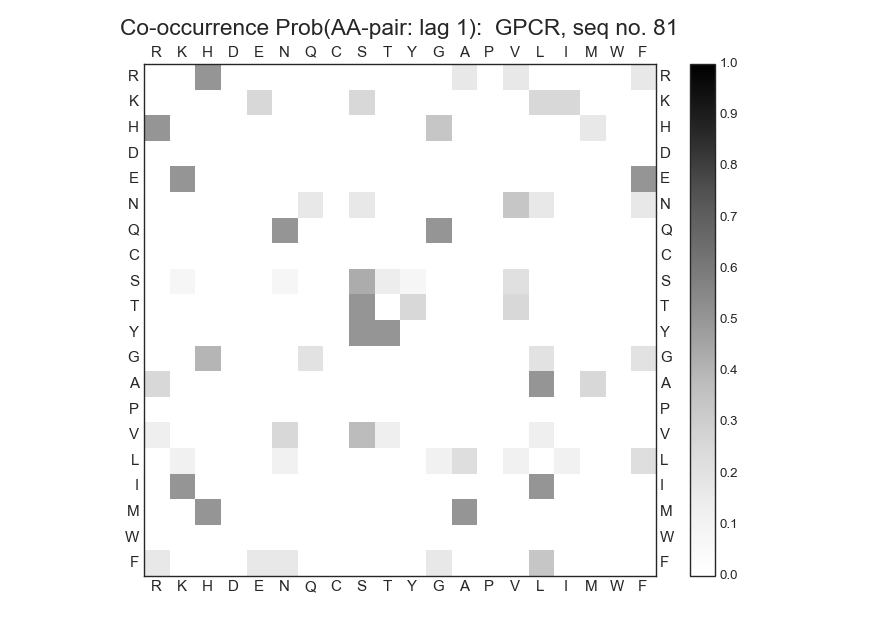 Co-occurrence Prob(AA-pair: lag 1):  GPCR, seq no. 81
R K H D E N Q C S T Y G A P V L I M W F
R R
K K
H H
D D
E E
N N
Q Q
C C
S S
T T
Y Y
G G
A A
P P
V V
L L
I I
M M
W W
F F
R K H D E N Q C S T Y G A P V L I M W F
1.0
0.9
0.8
0.7
0.6
0.5
0.4
0.3
0.2
0.1
0.0